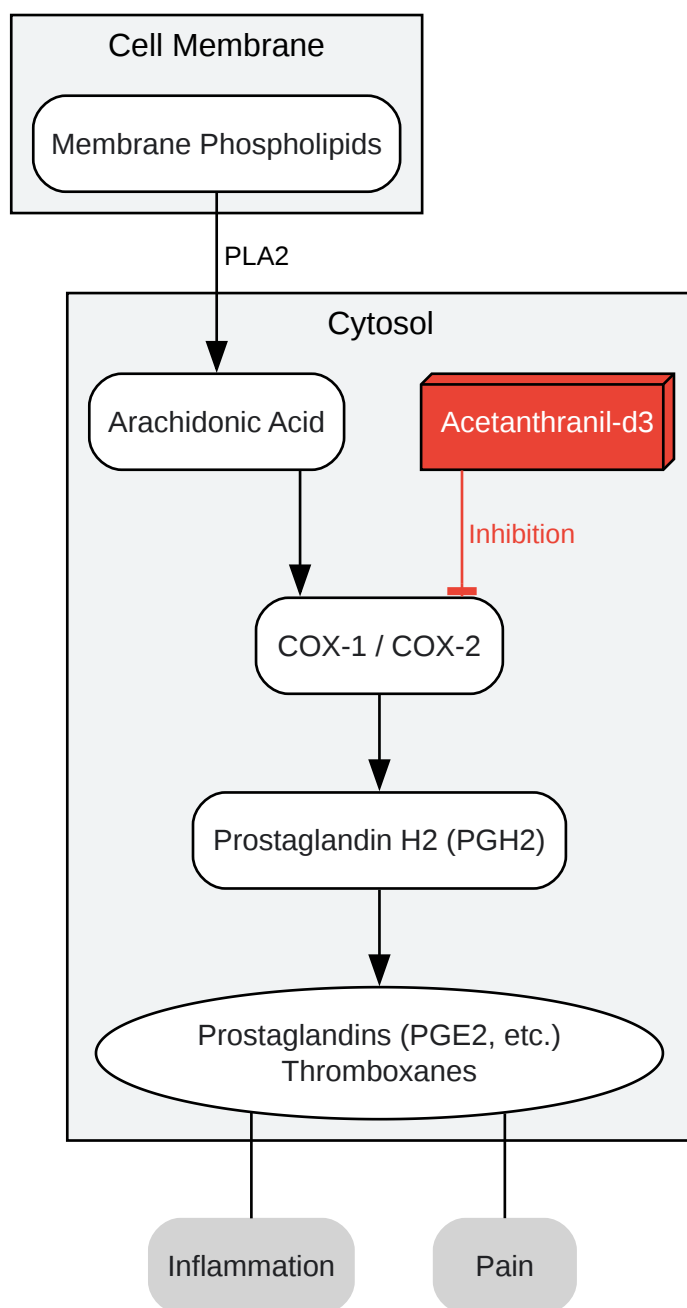 Cell Membrane
Membrane Phospholipids
PLA2
Cytosol
Arachidonic Acid
Acetanthranil-d3
Inhibition
COX-1 / COX-2
Prostaglandin H2 (PGH2)
Prostaglandins (PGE2, etc.)
Thromboxanes
Inflammation
Pain